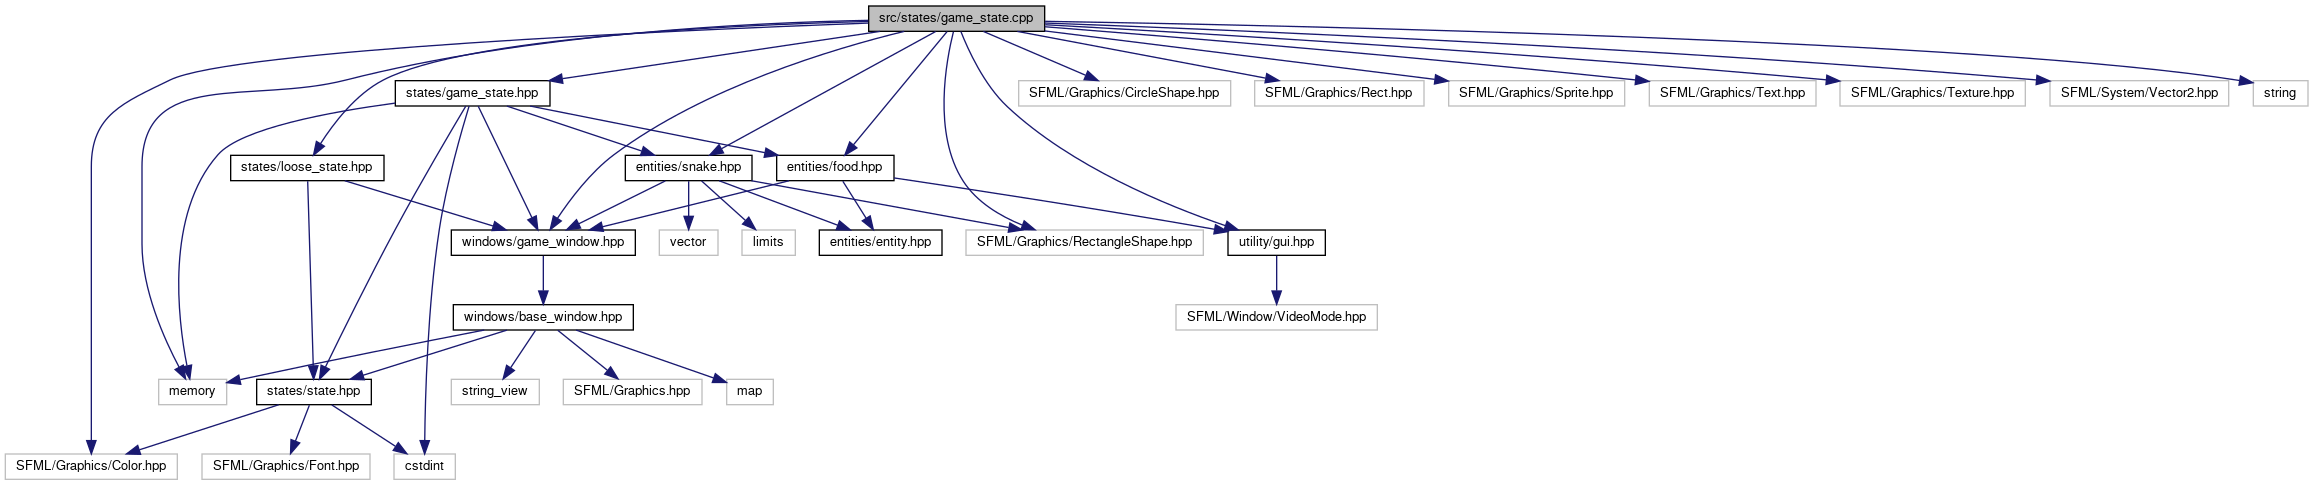 src/states/game_state.cpp
states/game_state.hpp
SFML/Graphics/CircleShape.hpp
SFML/Graphics/Rect.hpp
SFML/Graphics/Sprite.hpp
SFML/Graphics/Text.hpp
SFML/Graphics/Texture.hpp
SFML/System/Vector2.hpp
string
states/loose_state.hpp
entities/snake.hpp
entities/food.hpp
windows/game_window.hpp
vector
limits
entities/entity.hpp
SFML/Graphics/RectangleShape.hpp
utility/gui.hpp
windows/base_window.hpp
SFML/Window/VideoMode.hpp
memory
states/state.hpp
string_view
SFML/Graphics.hpp
map
SFML/Graphics/Color.hpp
SFML/Graphics/Font.hpp
cstdint